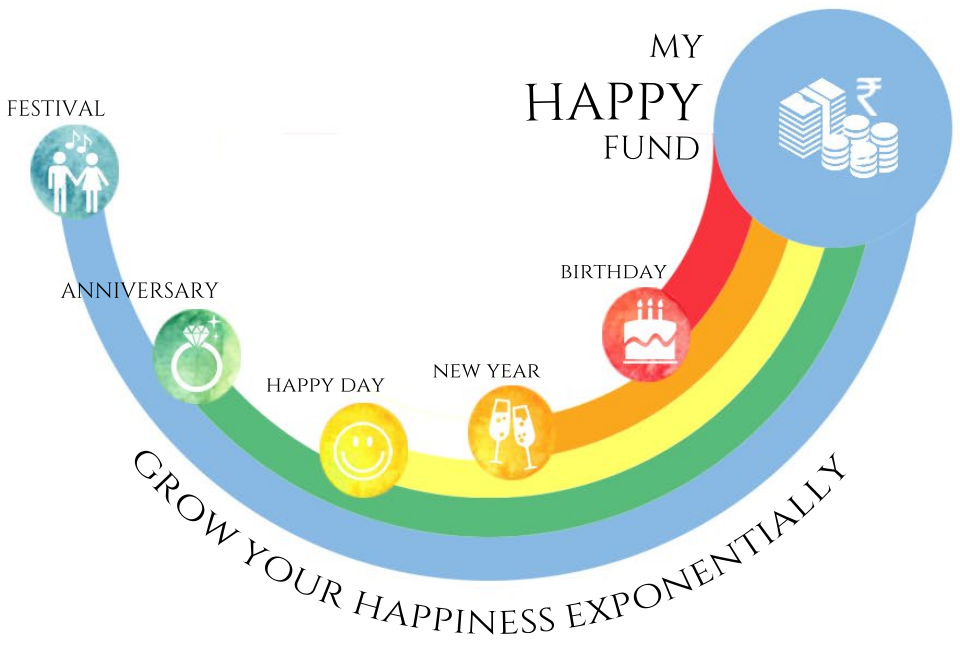 MY
HAPPY
FUND
FESTIVAL
BIRTHDAY
ANNIVERSARY
NEW YEAR
HAPPY DAY
GROW YOUR HAPPINESS EXPONENTIALLY
₹